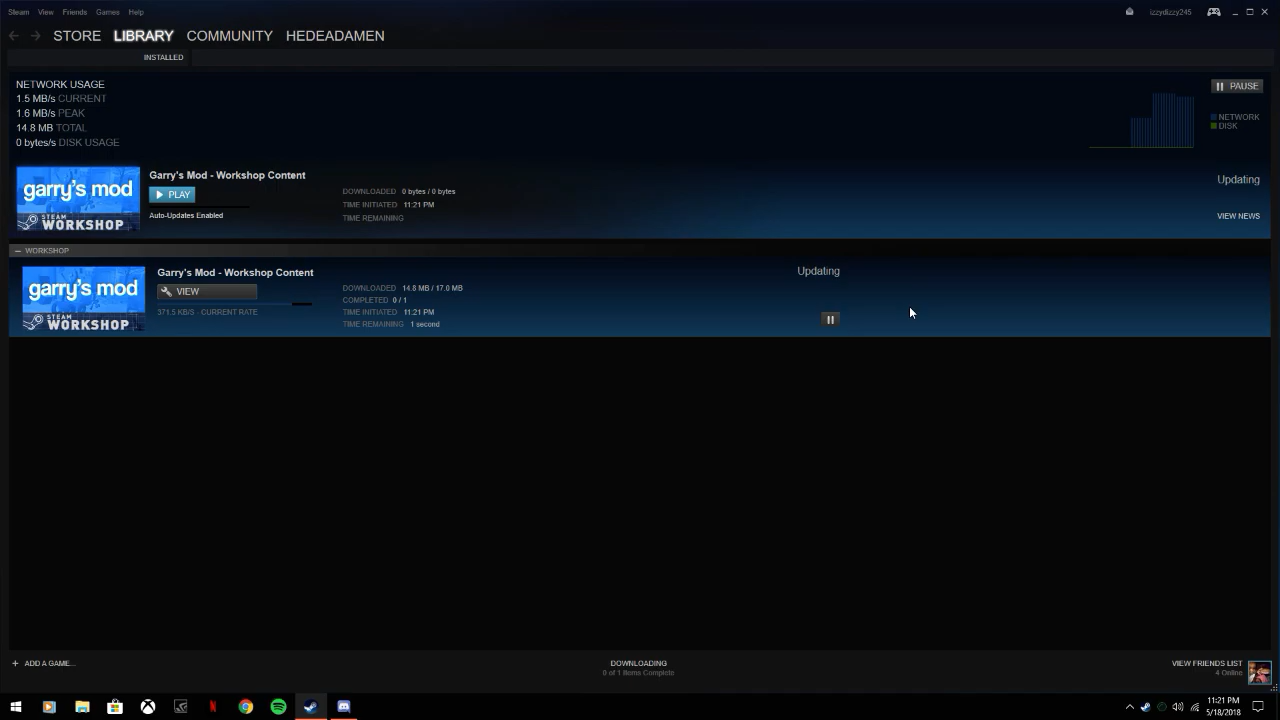 Steam View Friends Games Help
izzydizzy245
STORE LIBRARY COMMUNITY HEDEADAMEN
INSTALLED
NETWORK USAGE
1.5 MB/s CURRENT
1.6 MB/s PEAK
14.8 MB TOTAL
0 bytes/s DISK USAGE
PAUSE
NETWORK
DISK
garry's mod
STEAM
WORKSHOP
Garry's Mod - Workshop Content
PLAY
Auto-Updates Enabled
DOWNLOADED 0 bytes / 0 bytes
TIME INITIATED 11:21 PM
TIME REMAINING
Updating
VIEW NEWS
WORKSHOP
garry's mod
STEAM
WORKSHOP
Garry's Mod - Workshop Content
VIEW
371.5 KB/S - CURRENT RATE
DOWNLOADED 14.8 MB / 17.0 MB
COMPLETED 0 / 1
TIME INITIATED 11:21 PM
TIME REMAINING 1 second
Updating
+ ADD A GAME...
DOWNLOADING
0 of 1 Items Complete
VIEW FRIENDS LIST
4 Online
11:21 PM
5/18/2018